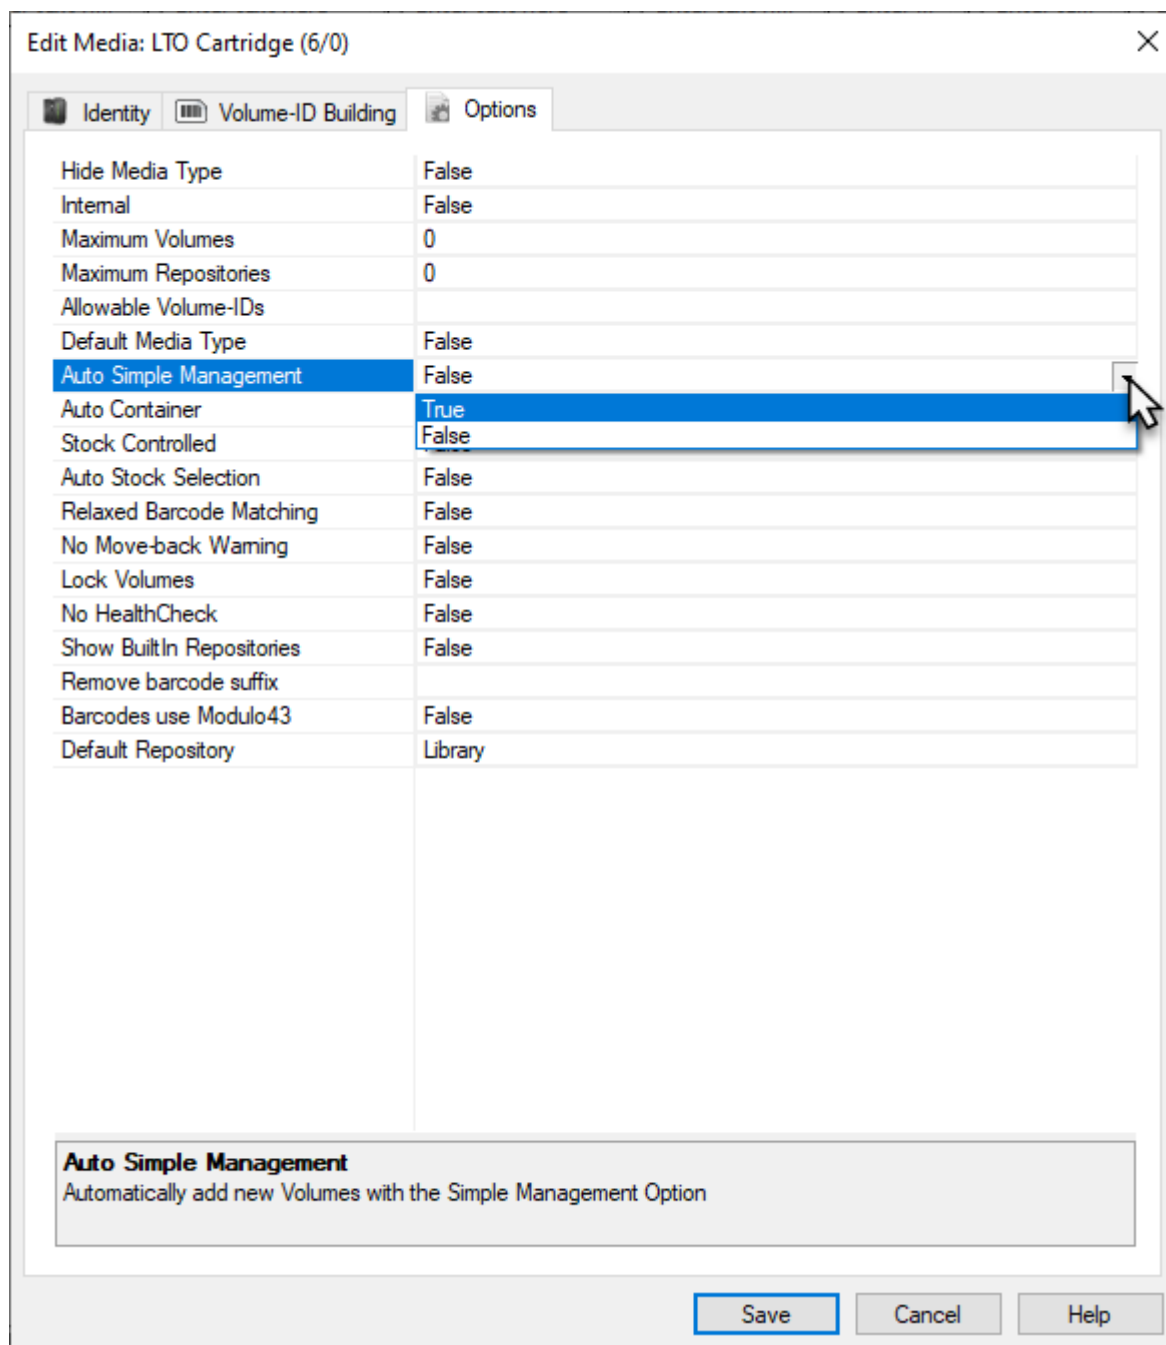 Edit Media: LTO Cartridge (6/0)
Identity Volume-ID Building Options
Hide Media Type False
Internal False
Maximum Volumes 0
Maximum Repositories 0
Allowable Volume-IDs
Default Media Type False
Auto Simple Management False
Auto Container True
Stock Controlled False
Auto Stock Selection False
Relaxed Barcode Matching False
No Move-back Warning False
Lock Volumes False
No HealthCheck False
Show BuiltIn Repositories False
Remove barcode suffix
Barcodes use Modulo43 False
Default Repository Library
Auto Simple Management
Automatically add new Volumes with the Simple Management Option
Save Cancel Help